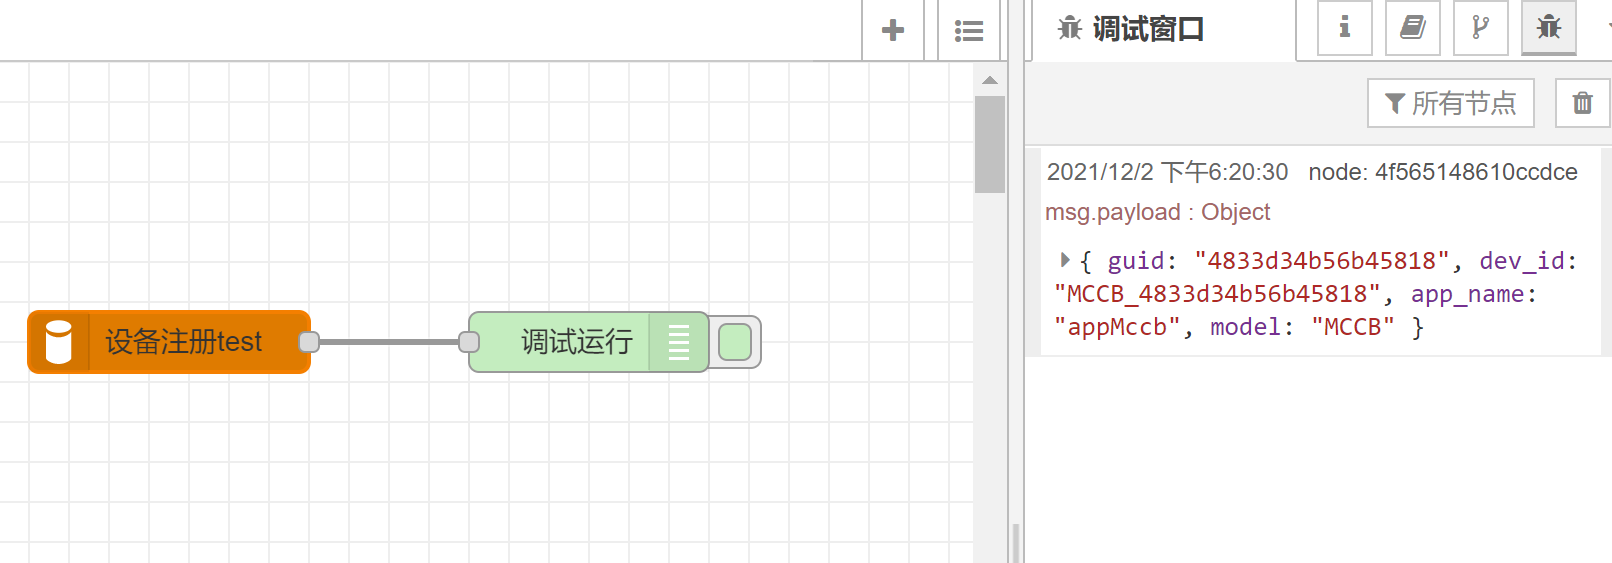 调试窗口
所有节点
2021/12/2 下午6:20:30 node: 4f565148610ccdce
msg.payload : Object
{ guid: "4833d34b56b45818", dev_id:
"MCCB_4833d34b56b45818", app_name:
"appMccb", model: "MCCB" }
设备注册test
调试运行